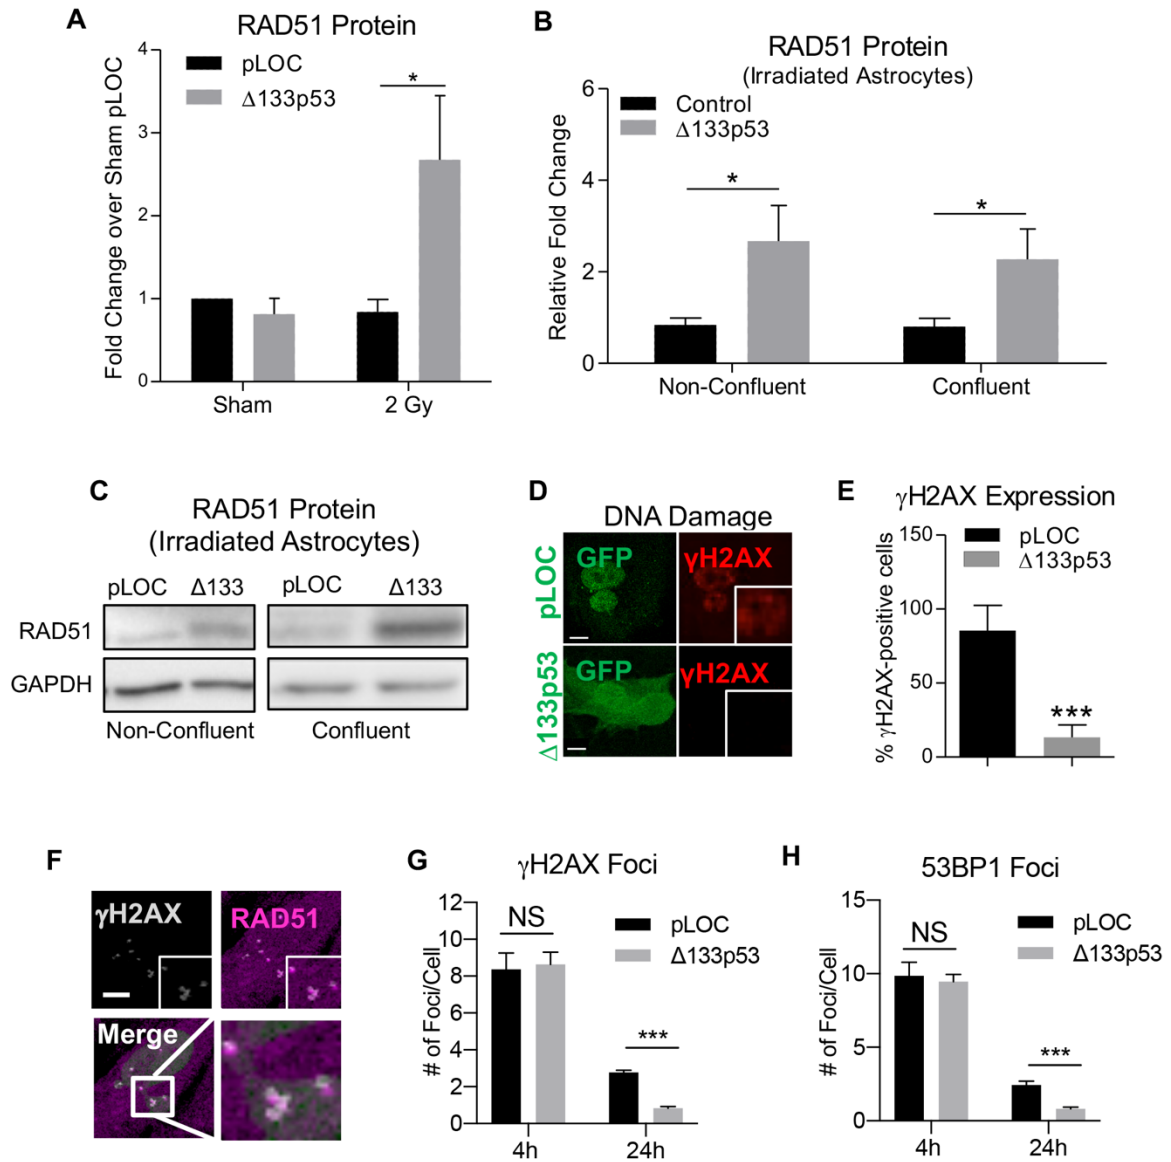 A
RAD51 Protein
Fold Change over Sham pLOC
4
3
2
1
0
pLOC
Δ133p53
*
Sham
2 Gy
B
RAD51 Protein
(Irradiated Astrocytes)
Relative Fold Change
6
4
2
0
Control
Δ133p53
*
*
Non-Confluent
Confluent
C
RAD51 Protein
(Irradiated Astrocytes)
pLOC Δ133 pLOC Δ133
RAD51
GAPDH
Non-Confluent Confluent
D
DNA Damage
pLOC
GFP
γH2AX
Δ133p53
GFP
γH2AX
E
γH2AX Expression
% γH2AX-positive cells
150
100
50
0
pLOC
Δ133p53
***
F
γH2AX
RAD51
Merge
G
γH2AX Foci
# of Foci/Cell
12
10
8
6
4
2
0
NS
pLOC
Δ133p53
***
4h
24h
H
53BP1 Foci
# of Foci/Cell
15
10
5
0
NS
pLOC
Δ133p53
***
4h
24h